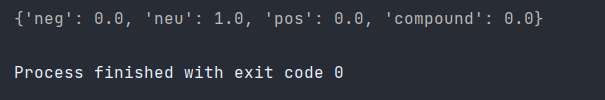 {'neg': 0.0, 'neu': 1.0, 'pos': 0.0, 'compound': 0.0}
Process finished with exit code 0